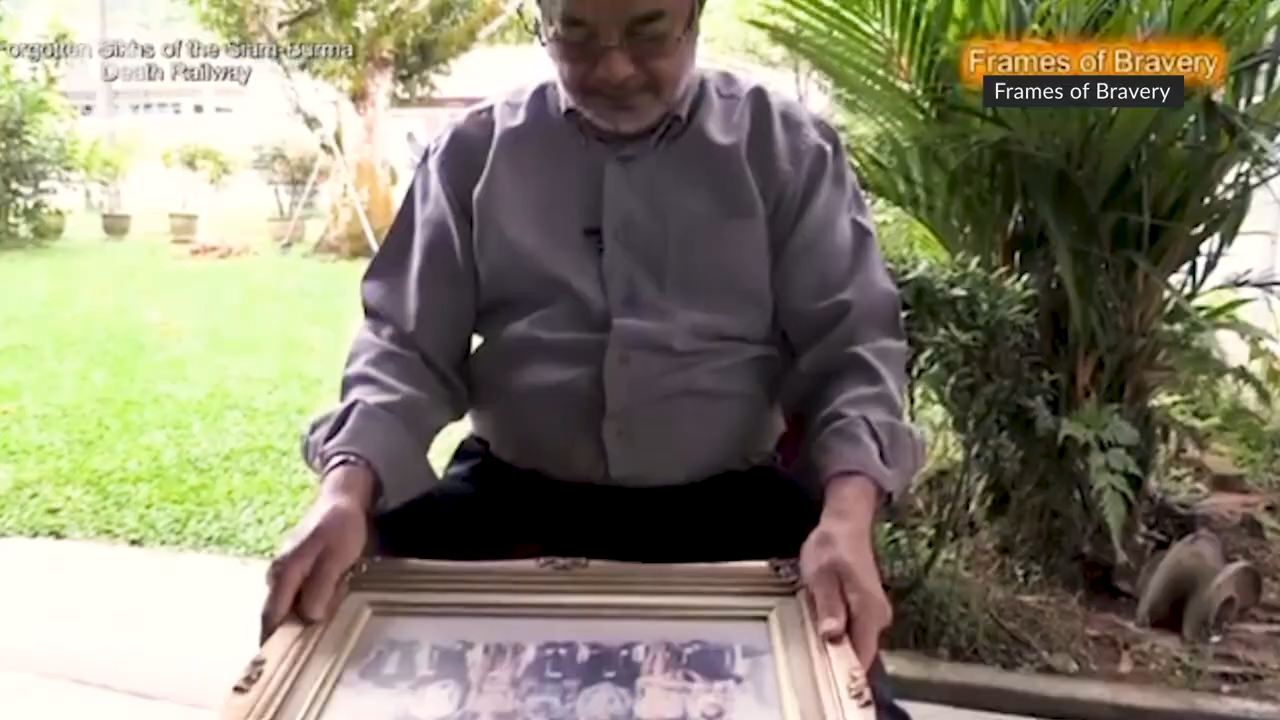 Forgotten Sikhs of the Siam-Burma
Death Railway
Frames of Bravery
Frames of Bravery